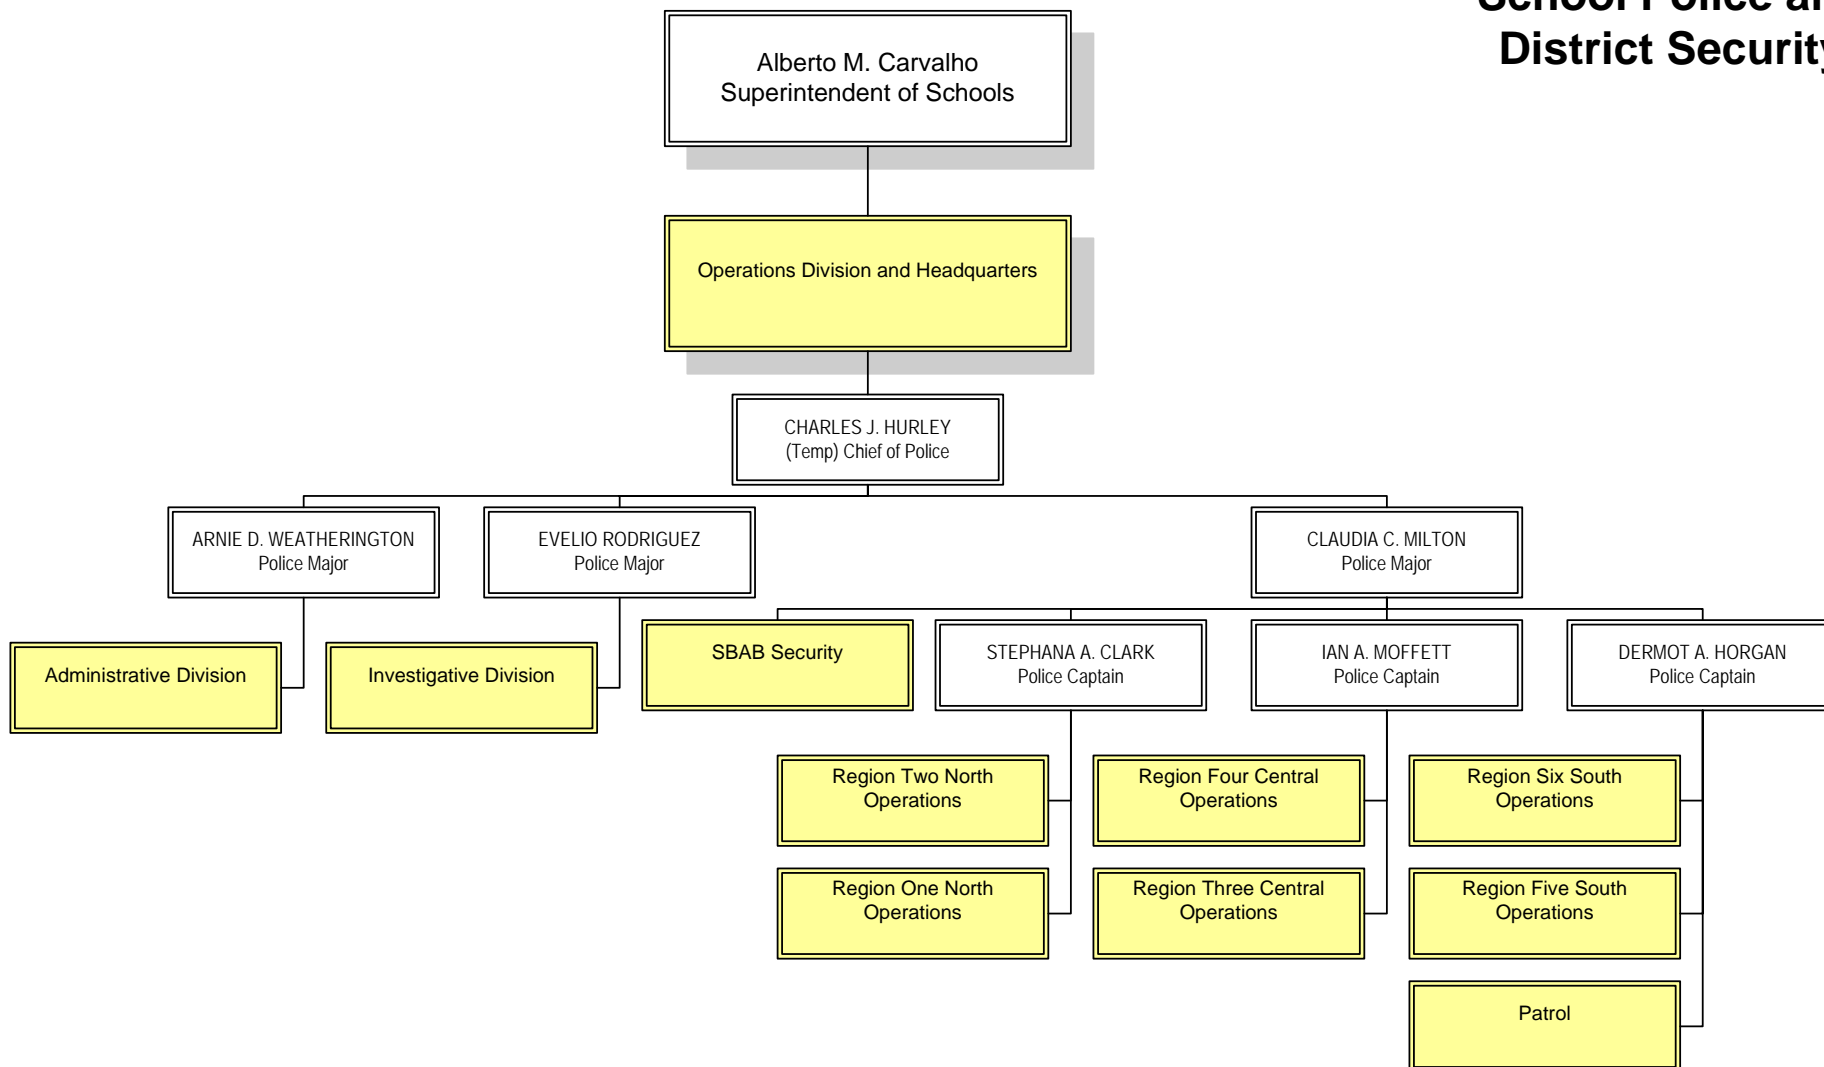 School Police
District Security
Alberto M. Carvalho
Superintendent of Schools
Operations Division and Headquarters
CHARLES J. HURLEY
(Temp) Chief of Police
ARNIE D. WEATHERINGTON
Police Major
EVELIO RODRIGUEZ
Police Major
CLAUDIA C. MILTON
Police Major
Administrative Division
Investigative Division
SBAB Security
STEPHANA A. CLARK
Police Captain
IAN A. MOFFETT
Police Captain
DERMOT A. HORGAN
Police Captain
Region Two North
Operations
Region Four Central
Operations
Region Six South
Operations
Region One North
Operations
Region Three Central
Operations
Region Five South
Operations
Patrol